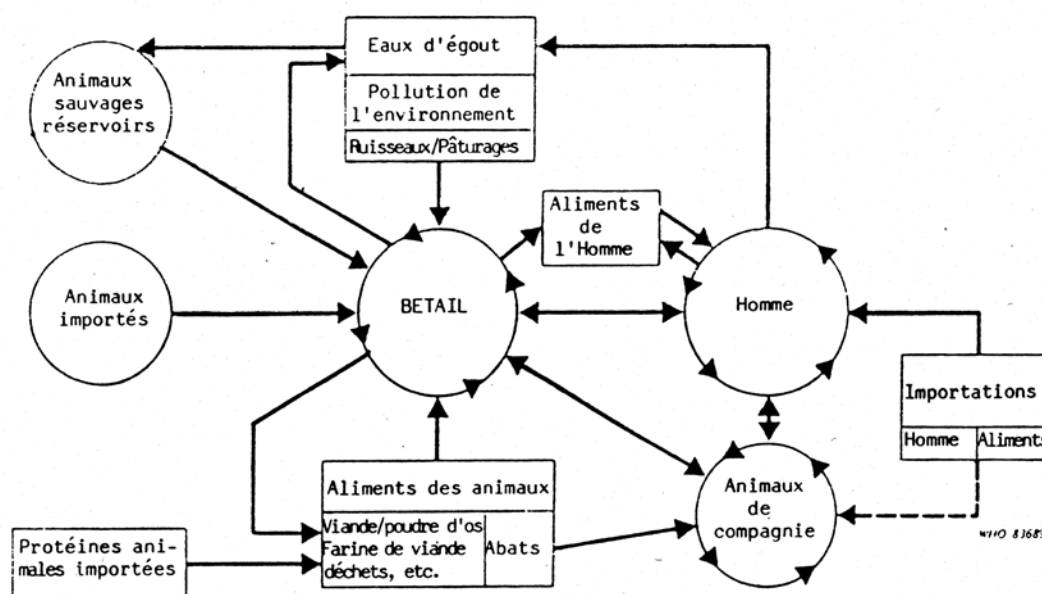 Eaux d'égout
Pollution de
l'environnement
Ruisseaux/Pâturages
Animaux
sauvages
réservoirs
Aliments
de
l'Homme
Animaux
importés
BETAIL
Homme
Importations
Homme
Aliments
Aliments des animaux
Viande/poudre d'os
Farine de viande
déchets, etc.
Abats
Animaux
de
compagnie
Protéines ani-
males importées